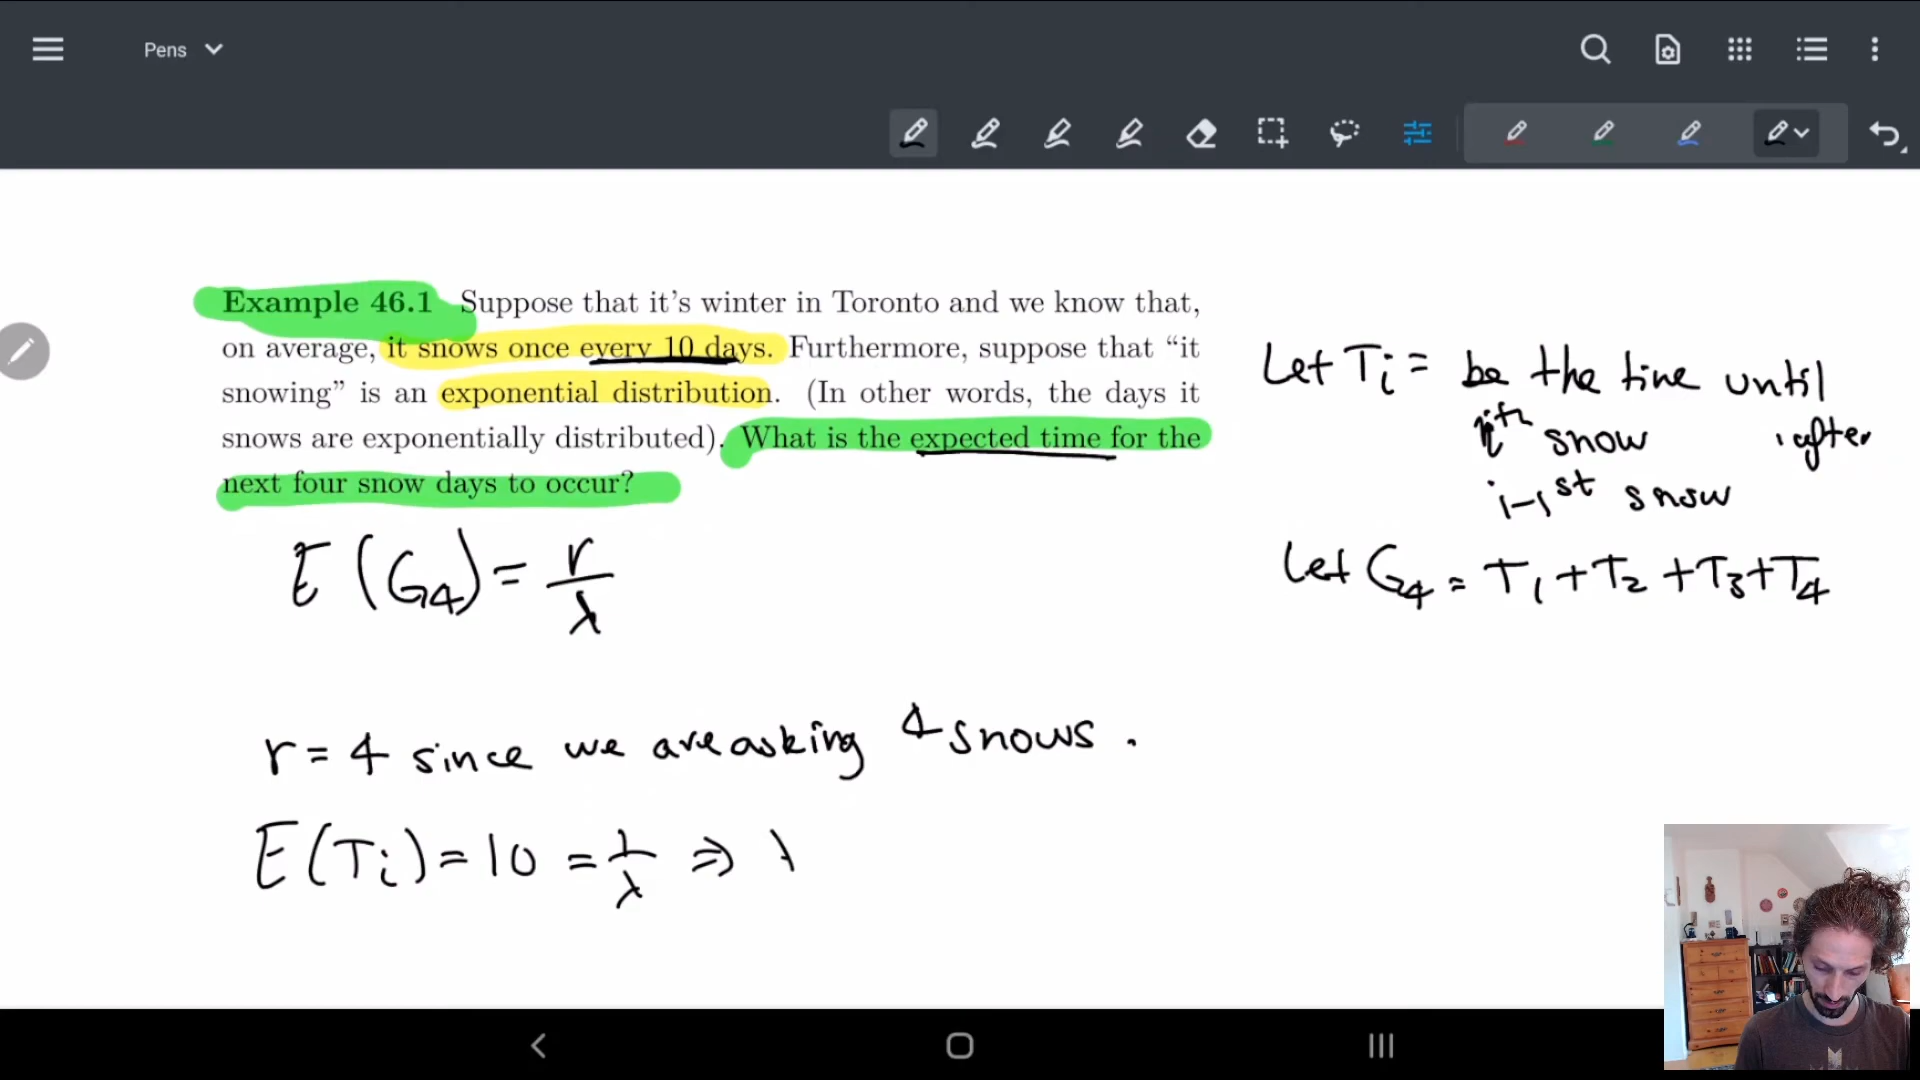 Pens
Example 46.1 Suppose that it's winter in Toronto and we know that,
on average, it snows once every 10 days. Furthermore, suppose that “it
snowing” is an exponential distribution. (In other words, the days it
snows are exponentially distributed). What is the expected time for the
next four snow days to occur?
Let Ti = be the time until
ith snow , after
i-1st snow
Let G4 = T1 + T2 + T3 + T4
E(G4) = r/λ
r = 4 since we are asking 4 snows.
E(Ti) = 10 = 1/λ ⇒ λ